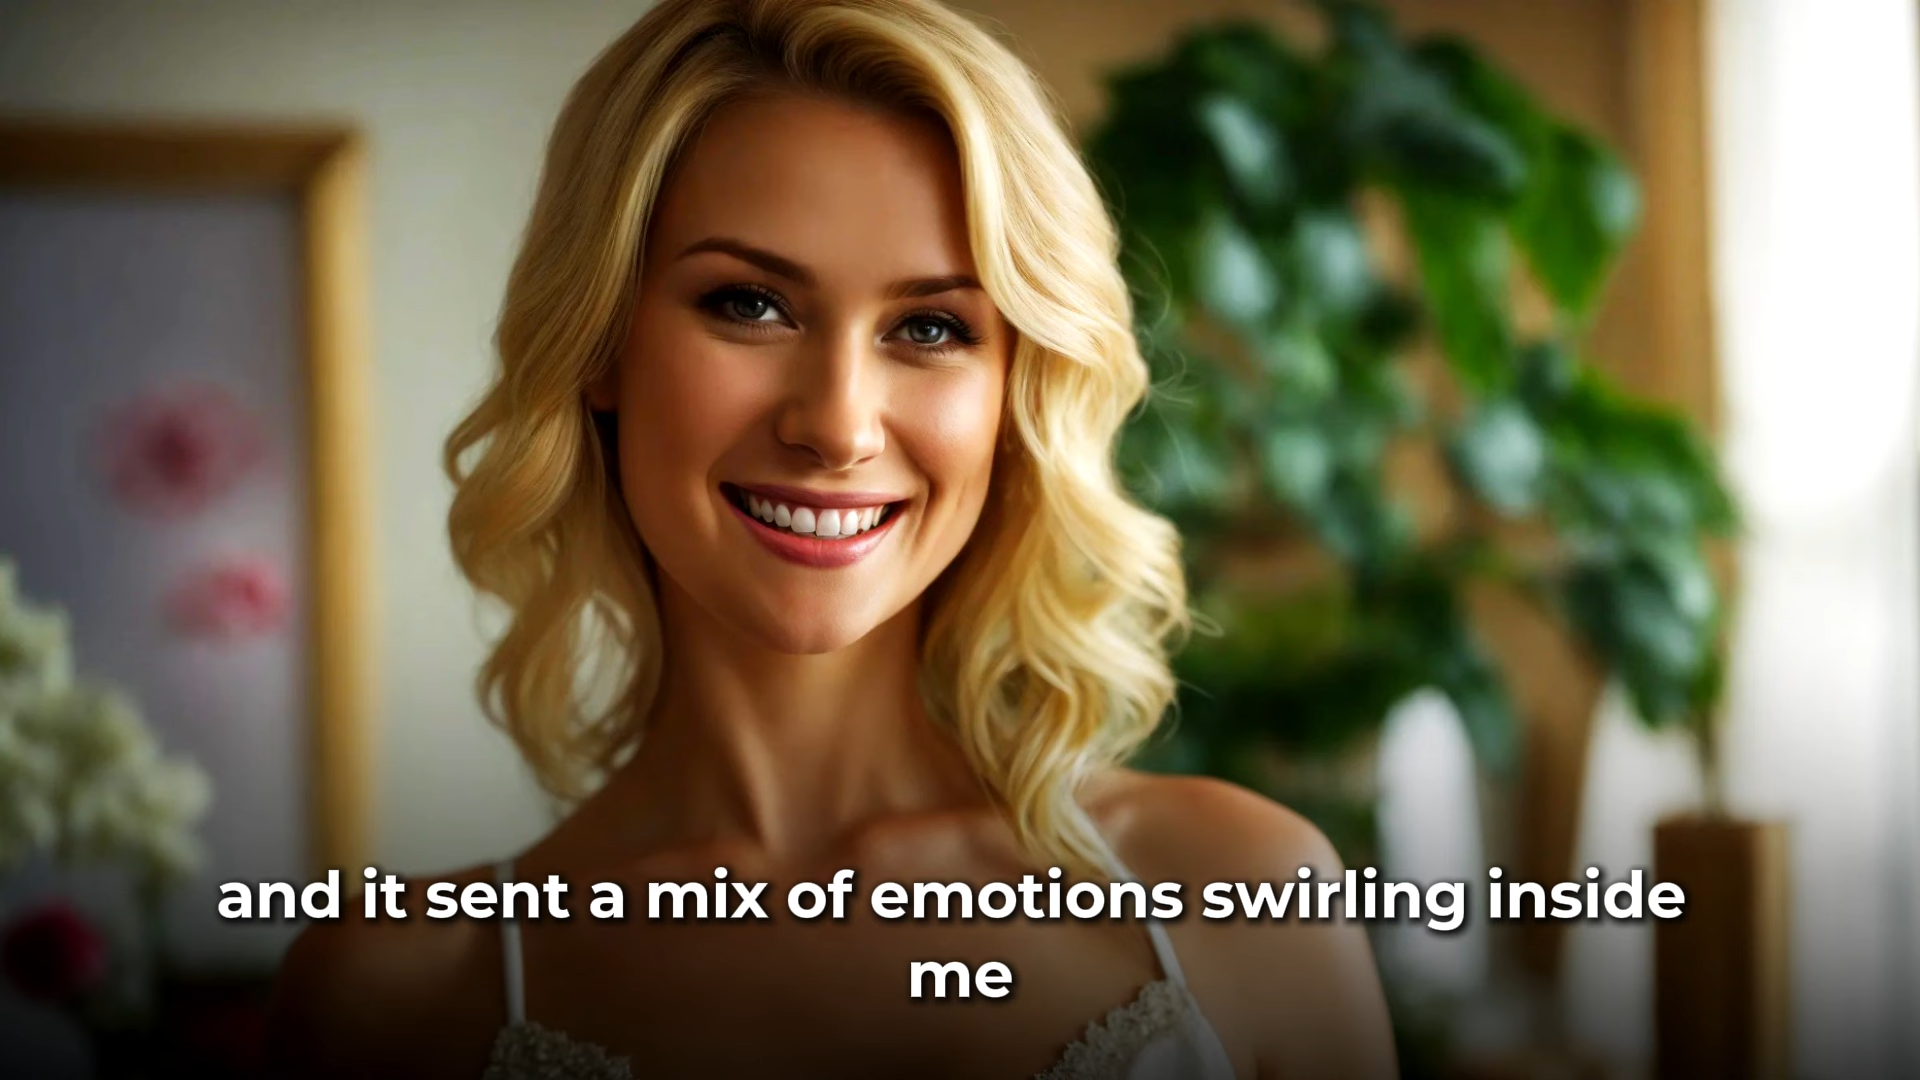 and it sent a mix of emotions swirling inside
me